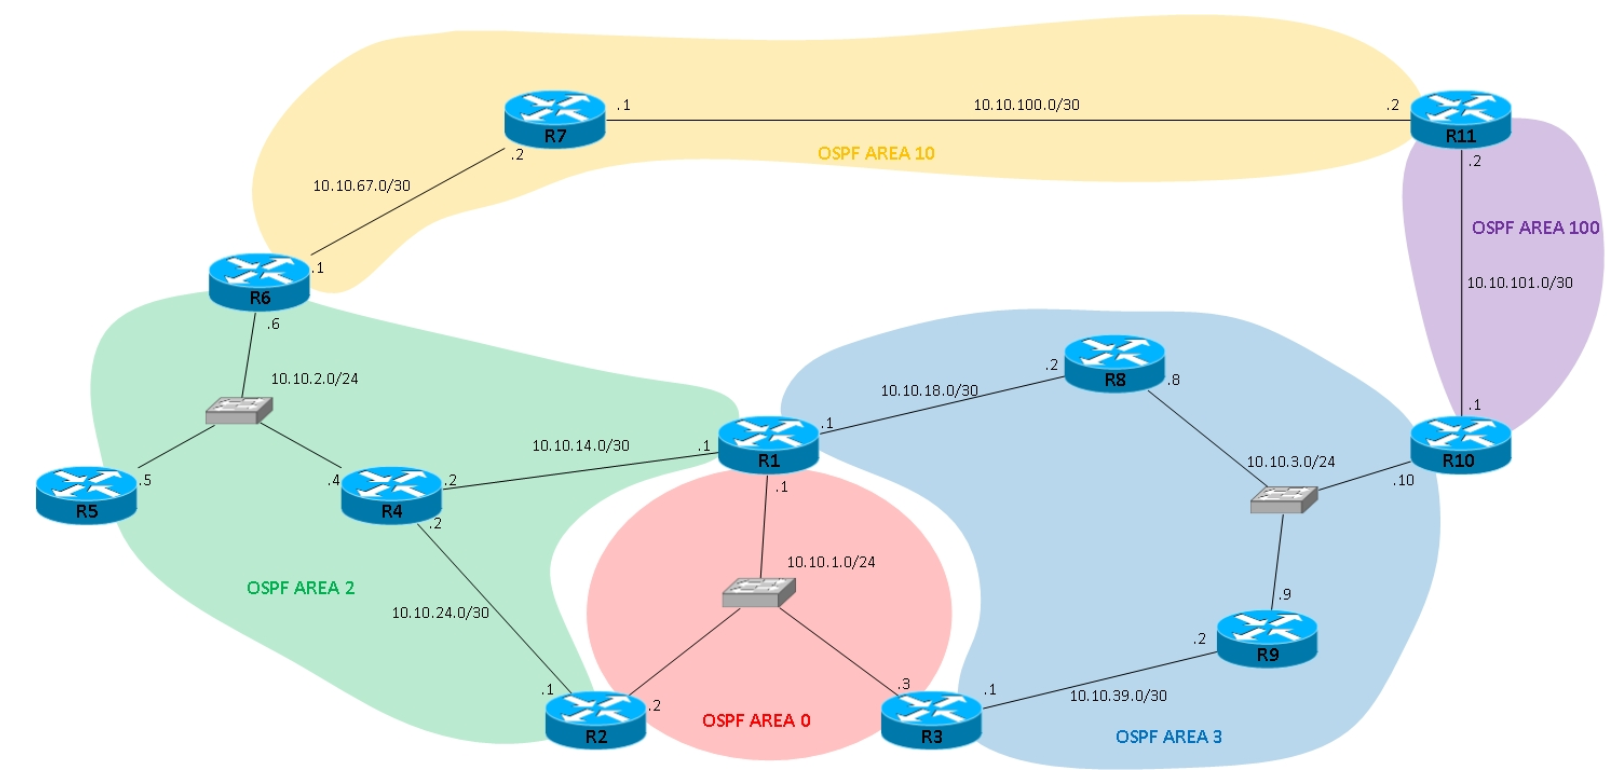 .1
10.10.100.0/30
.2
R7
R11
OSPF AREA 10
.2
.2
10.10.67.0/30
OSPF AREA 100
.1
R6
10.10.101.0/30
.6
10.10.2.0/24
.2
R8
.8
10.10.18.0/30
.1
.1
10.10.14.0/30
.1
R1
10.10.3.0/24
R10
.10
.5
.4
.2
.1
R5
R4
.2
10.10.1.0/24
OSPF AREA 2
.9
10.10.24.0/30
.2
R9
.3
.1
.1
10.10.39.0/30
.2
OSPF AREA 0
R2
R3
OSPF AREA 3